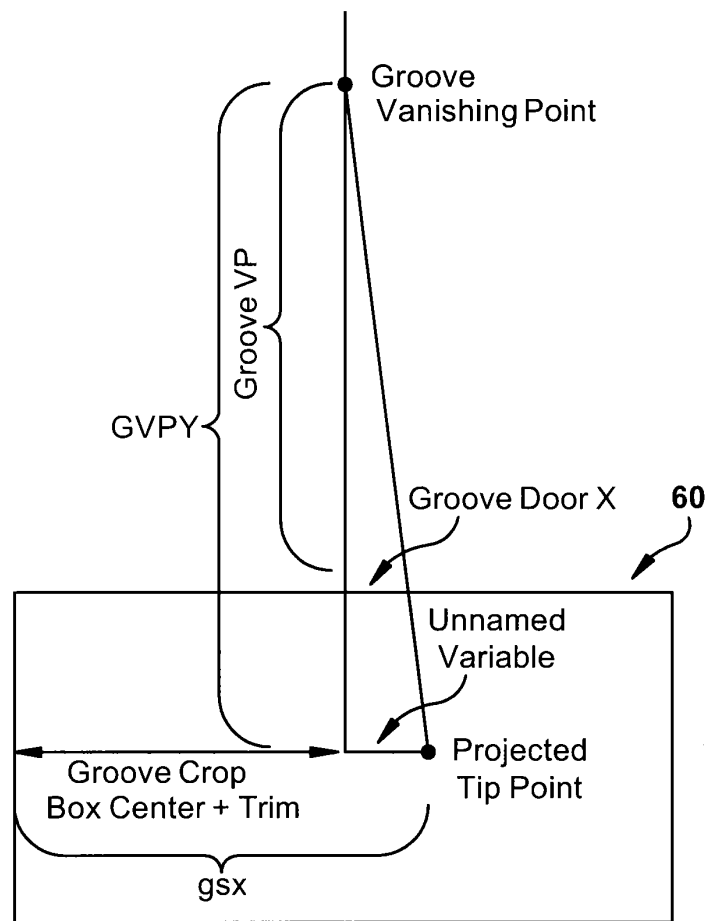 Groove
Vanishing Point
Groove VP
GVPY
Groove Door X
60
Unnamed
Variable
Projected
Tip Point
Groove Crop
Box Center + Trim
gsx